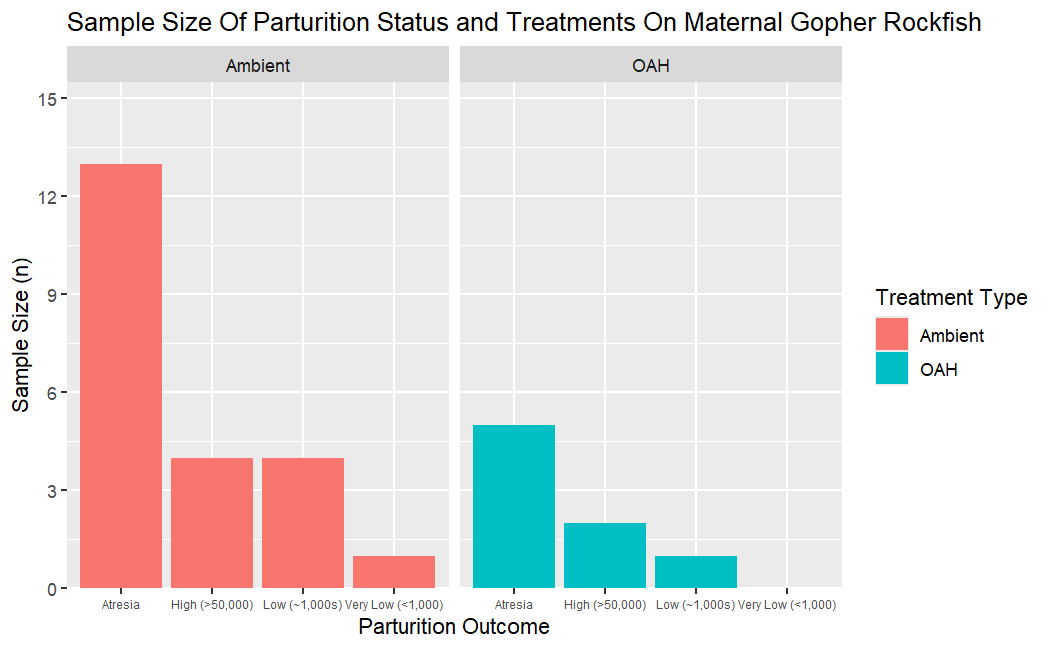 Sample Size Of Parturition Status and Treatments On Maternal Gopher Rockfish
Ambient
OAH
15
12
9
6
3
0
Sample Size (n)
Atresia
High (>50,000)
Low (~1,000s)
Very Low (<1,000)
Atresia
High (>50,000)
Low (~1,000s)
Very Low (<1,000)
Parturition Outcome
Treatment Type
Ambient
OAH